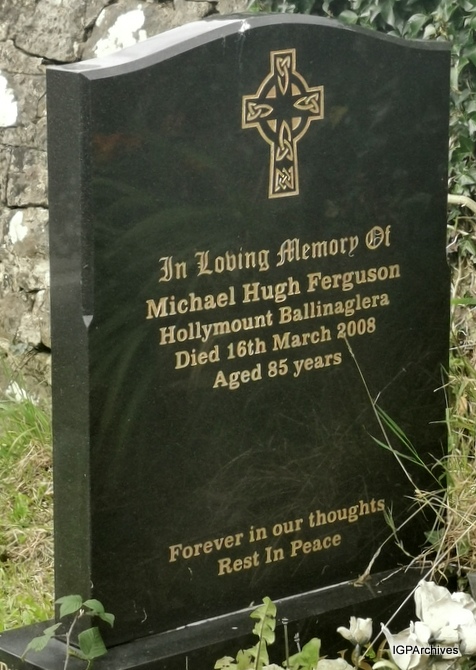 In Loving Memory Of
Michael Hugh Ferguson
Hollymount Ballinaglera
Died 16th March 2008
Aged 85 years
Forever in our thoughts
Rest In Peace
IGPArchives